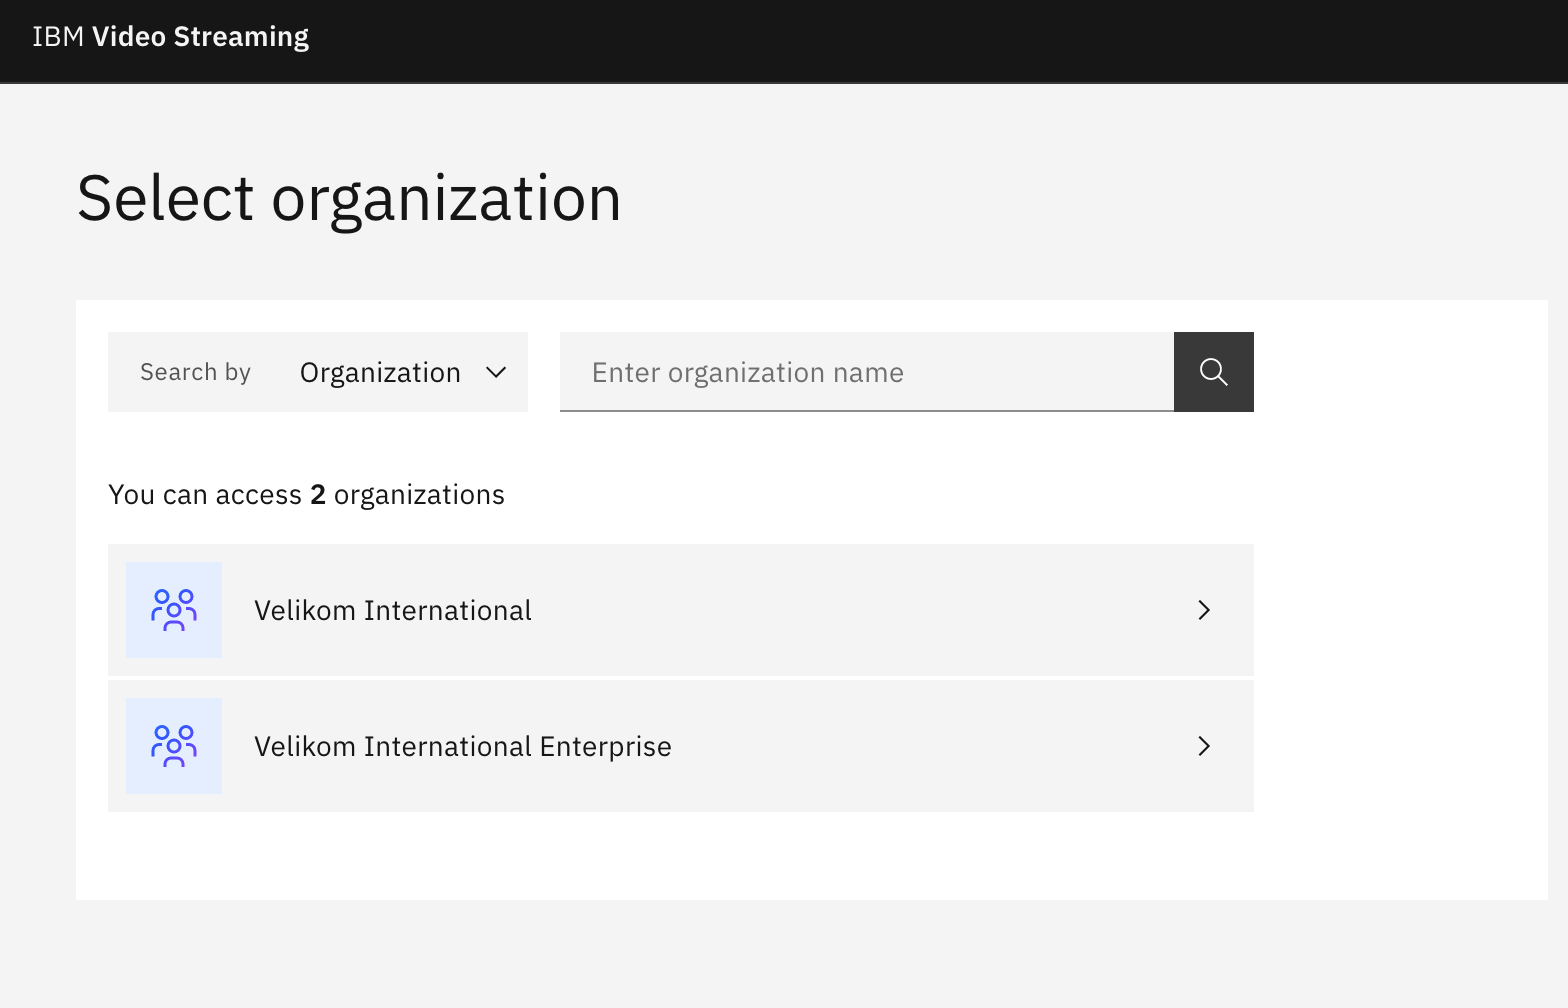 IBM Video Streaming
Select organization
Search by Organization
Enter organization name
You can access 2 organizations
Velikom International
Velikom International Enterprise